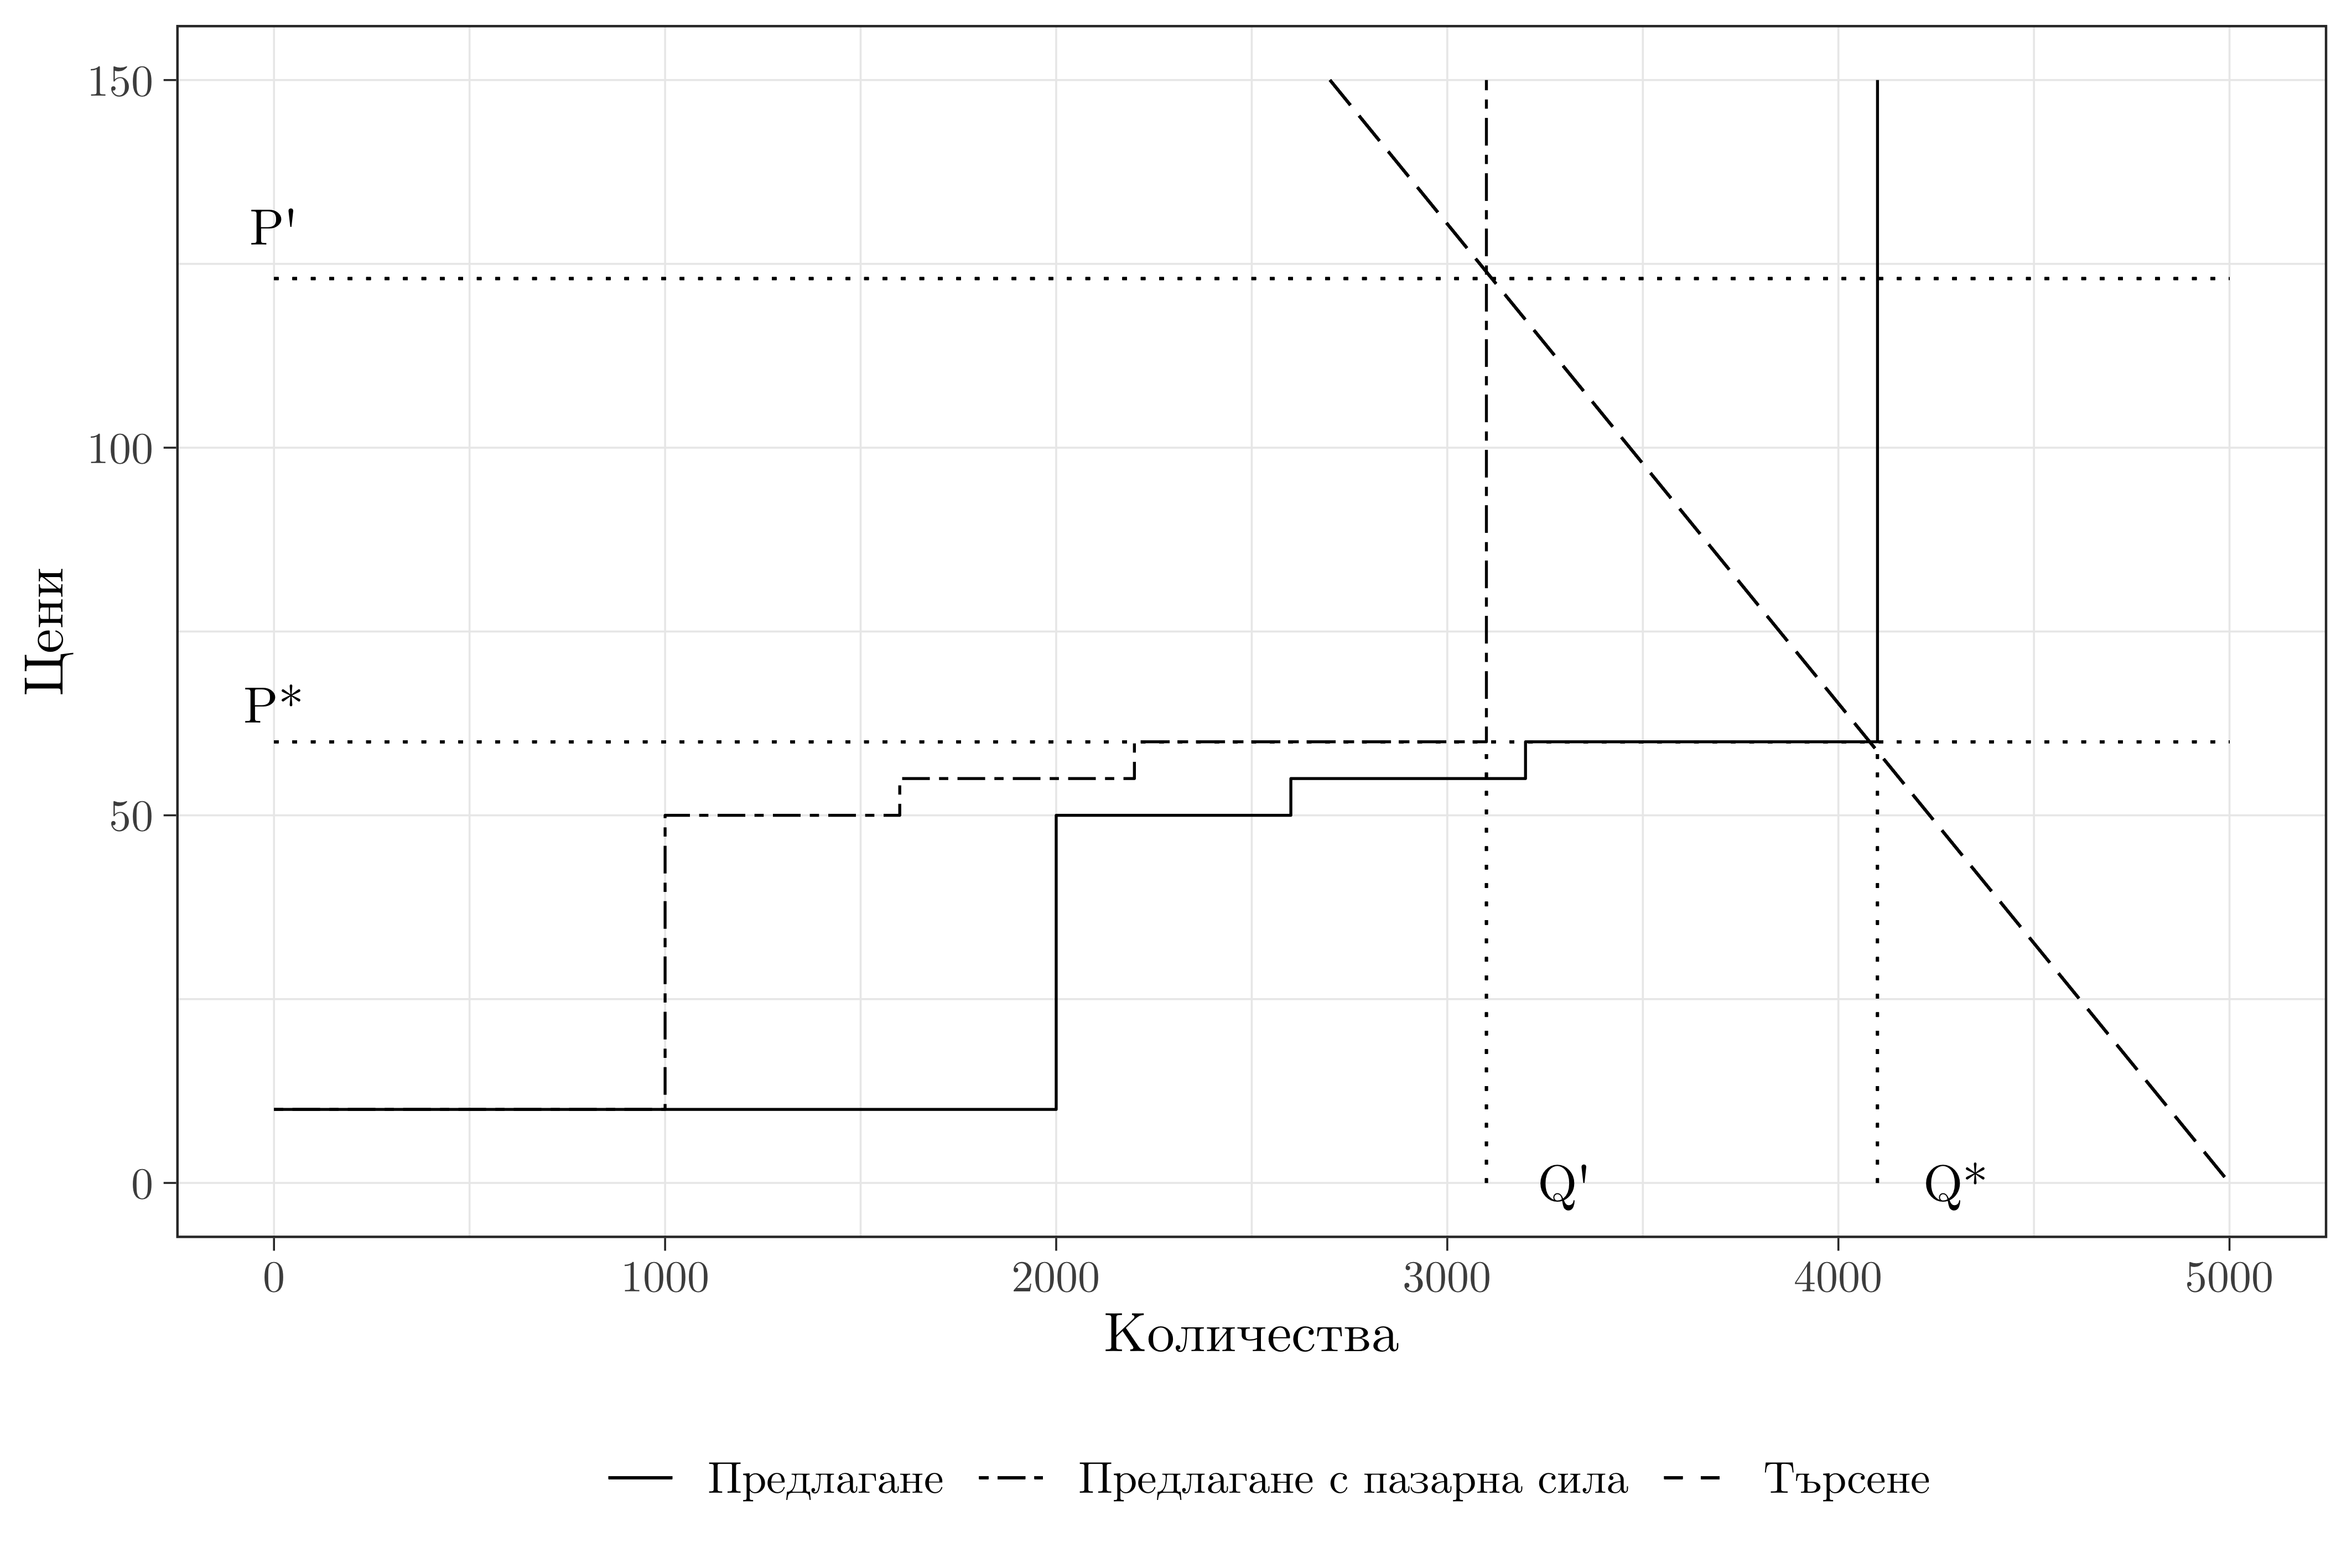 150
P'
100
P*
50
0
Q' Q*
0 1000 2000 3000 4000 5000
Цени
Количества
Предлагане Предлагане с пазарна сила Търсене